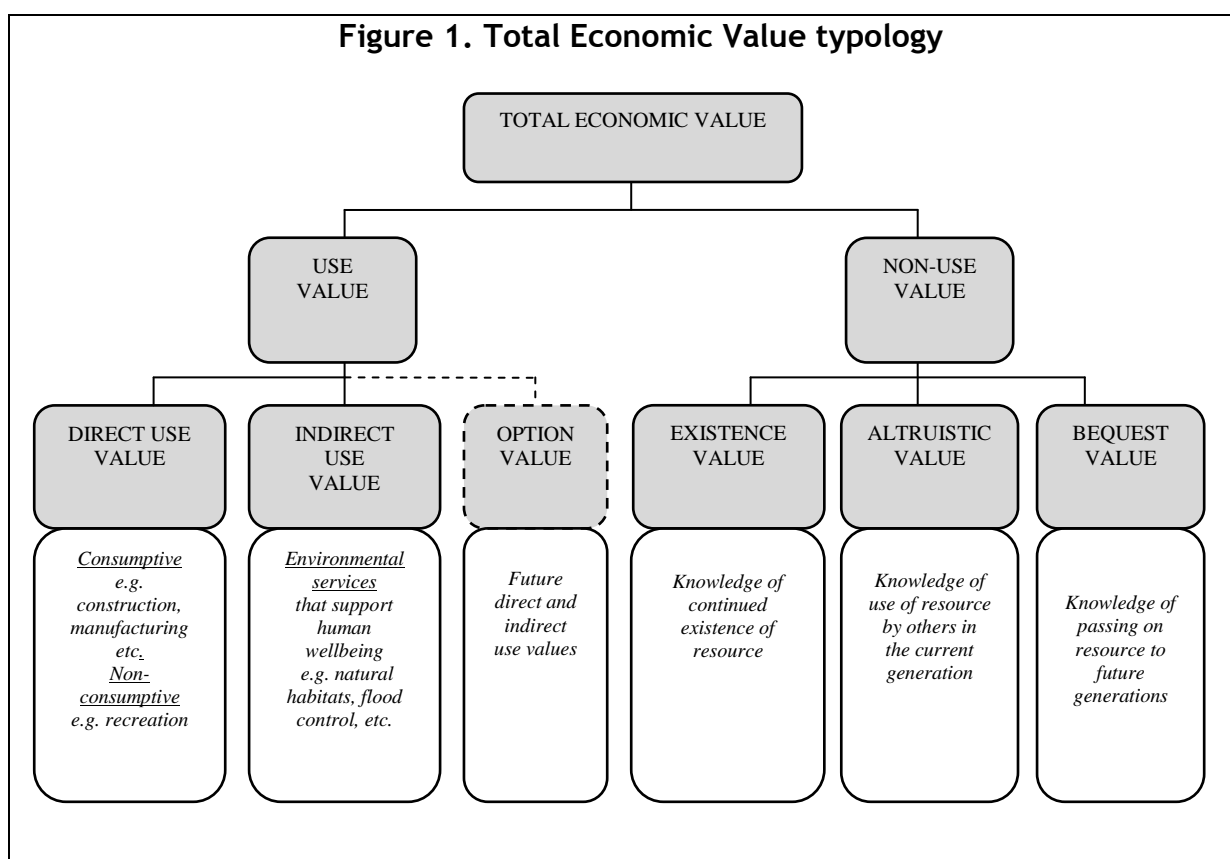 Figure 1. Total Economic Value typology
TOTAL ECONOMIC VALUE
USE
VALUE
NON-USE
VALUE
DIRECT USE
VALUE
INDIRECT
USE
VALUE
OPTION
VALUE
EXISTENCE
VALUE
ALTRUISTIC
VALUE
BEQUEST
VALUE
Consumptive
e.g.
construction,
manufacturing
etc.
Non-
consumptive
e.g. recreation
Environmental
services
that support
human
wellbeing
e.g. natural
habitats, flood
control, etc.
Future
direct and
indirect
use values
Knowledge of
continued
existence of
resource
Knowledge of
use of resource
by others in
the current
generation
Knowledge of
passing on
resource to
future
generations